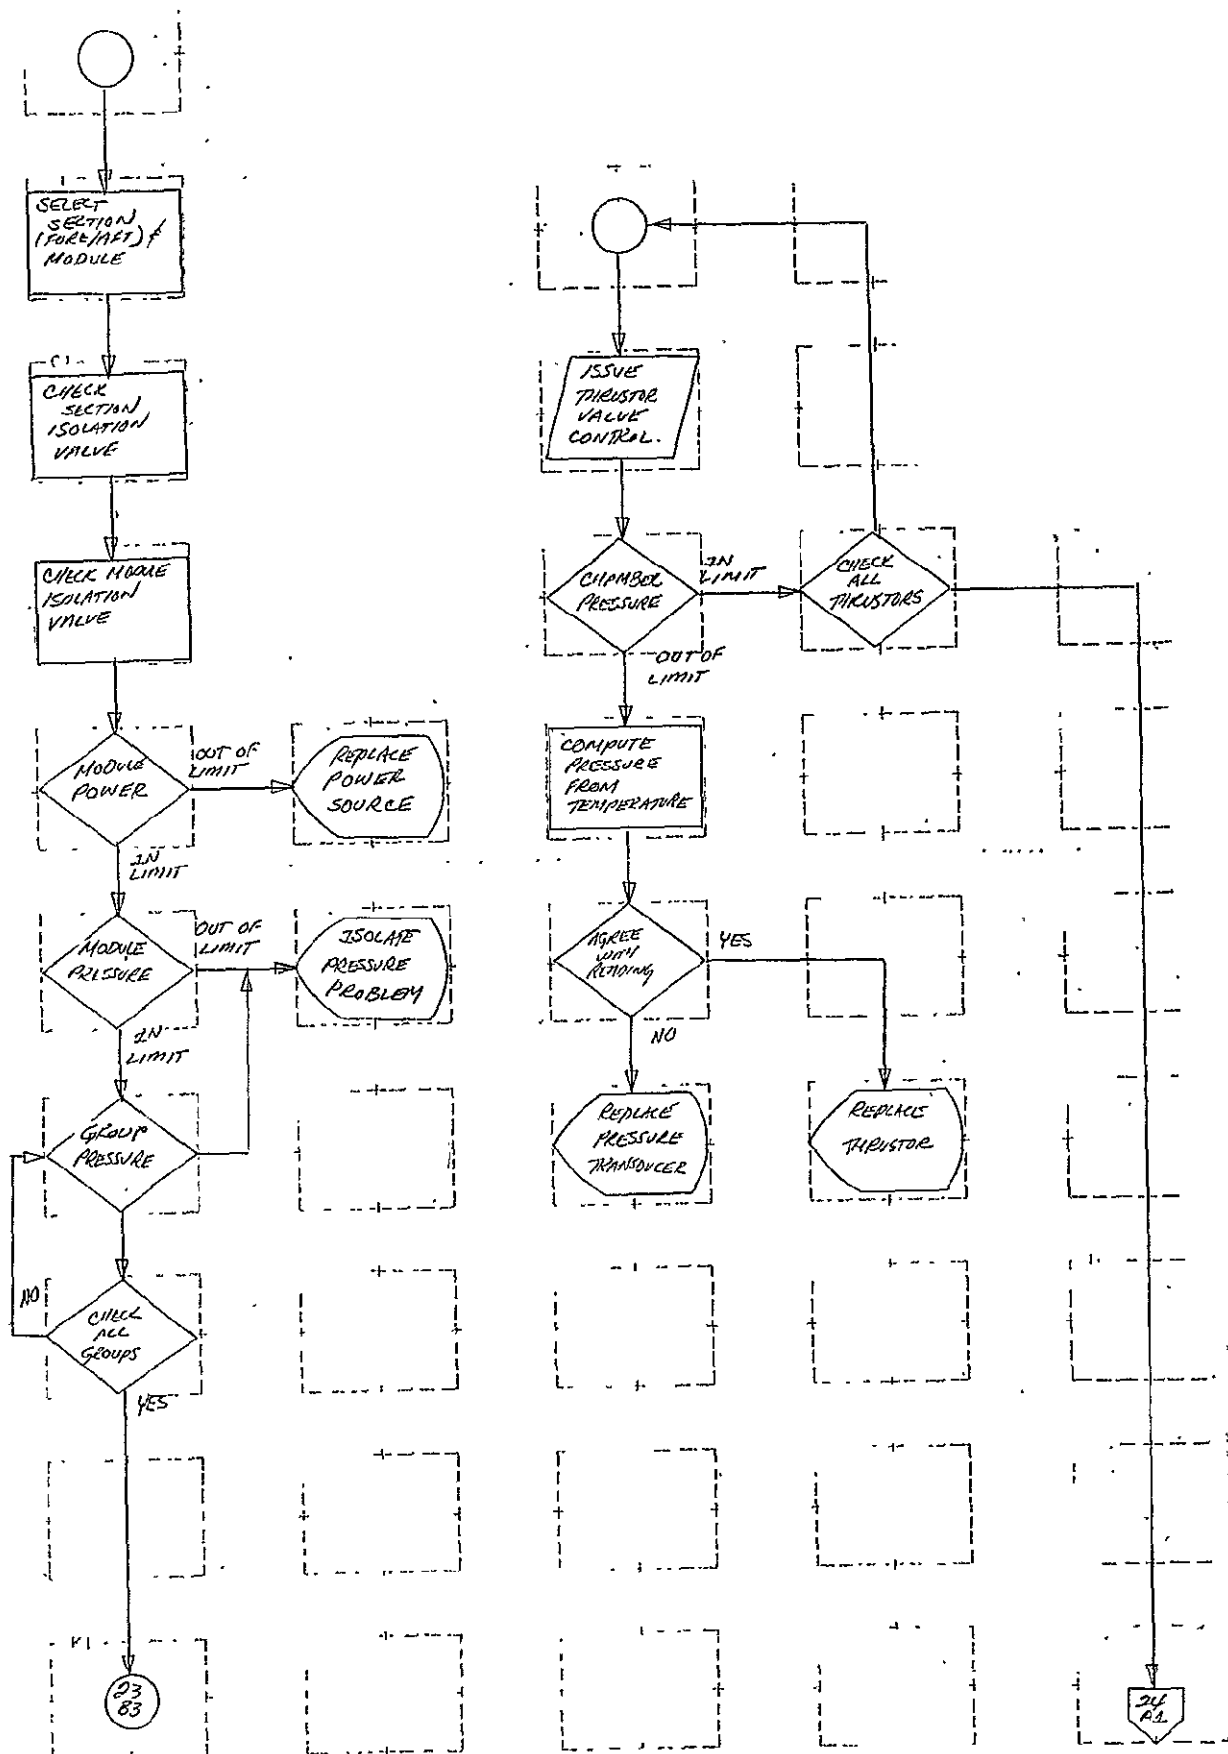 SELECT
SECTION
(FORE/AFT) &
MODULE
CHECK
SECTION
ISOLATION
VALVE
CHECK MODULE
ISOLATION
VALVE
MODULE
POWER
OUT OF
LIMIT
REPLACE
POWER
SOURCE
IN
LIMIT
MODULE
PRESSURE
OUT OF
LIMIT
ISOLATE
PRESSURE
PROBLEM
IN
LIMIT
GROUP
PRESSURE
NO
CHECK
ALL
GROUPS
YES
23
B3
ISSUE
THRUSTOR
VALUE
CONTROL.
CHAMBER
PRESSURE
IN
LIMIT
CHECK
ALL
THRUSTORS
OUT OF
LIMIT
COMPUTE
PRESSURE
FROM
TEMPERATURE
AGREE
WITH
READING
YES
NO
REPLACE
PRESSURE
TRANSDUCER
REPLACE
THRUSTOR
24
A1